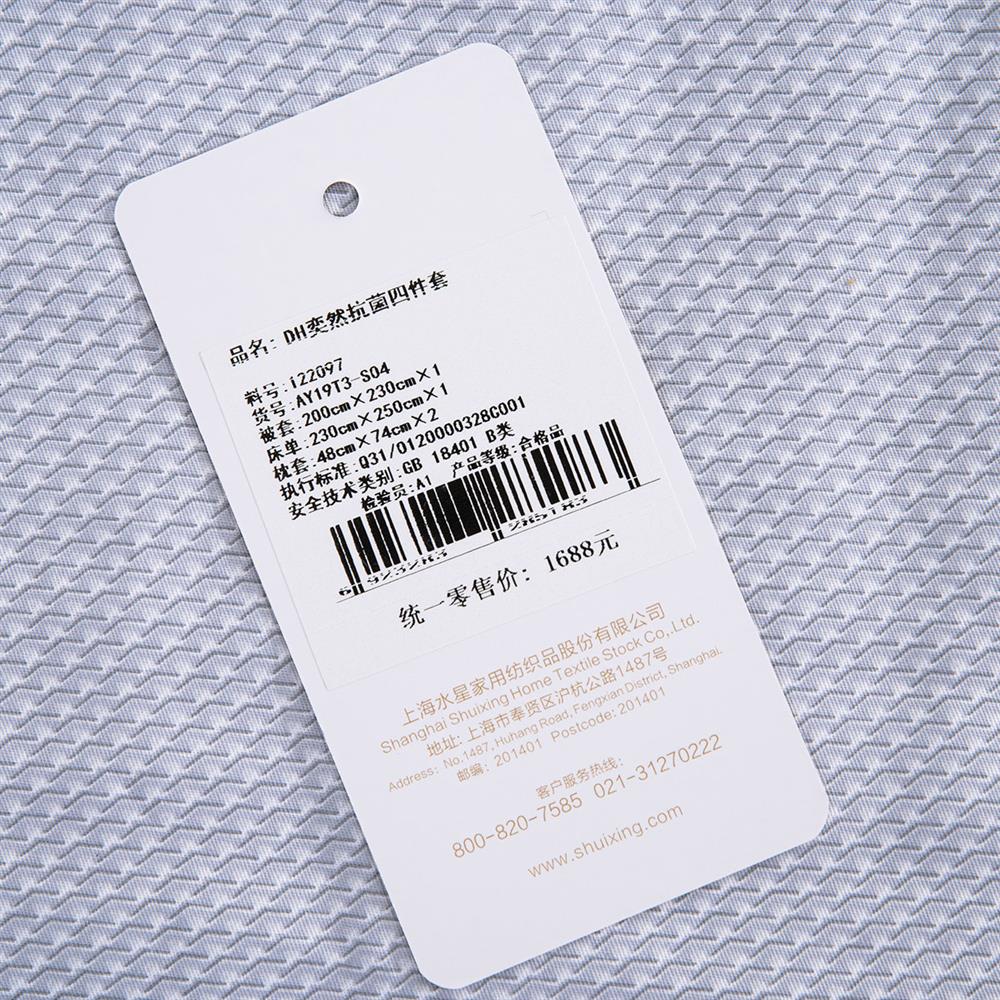 品名: DH奕然抗菌四件套
料号:i22097
货号:AY19T3-S04
被套:200cm×230cm×1
床单:230cm×250cm×1
枕套:48cm×74cm×2
执行标准:Q31/0120000328C001
安全技术类别:GB 18401 B类
检验员:A1 产品等级:合格品
统一零售价: 1688元
上海水星家用纺织品股份有限公司
Shanghai Shuixing Home Textile Stock Co,.Ltd.
地址: 上海市奉贤区沪杭公路1487号
Address: No,1487, Huhang Road, Fengxian District, Shanghai.
邮编: 201401 Postcode: 201401
客户服务热线:
800-820-7585 021-31270222
www.shuixing.com